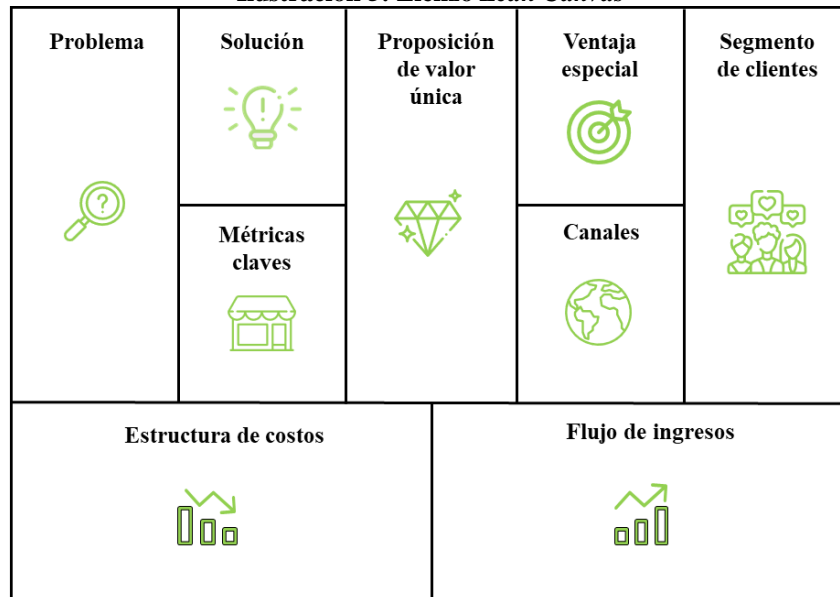 Problema
Solución
Proposición
de valor
única
Ventaja
especial
Segmento
de clientes
?
!
?
Métricas
claves
Canales
Estructura de costos
Flujo de ingresos